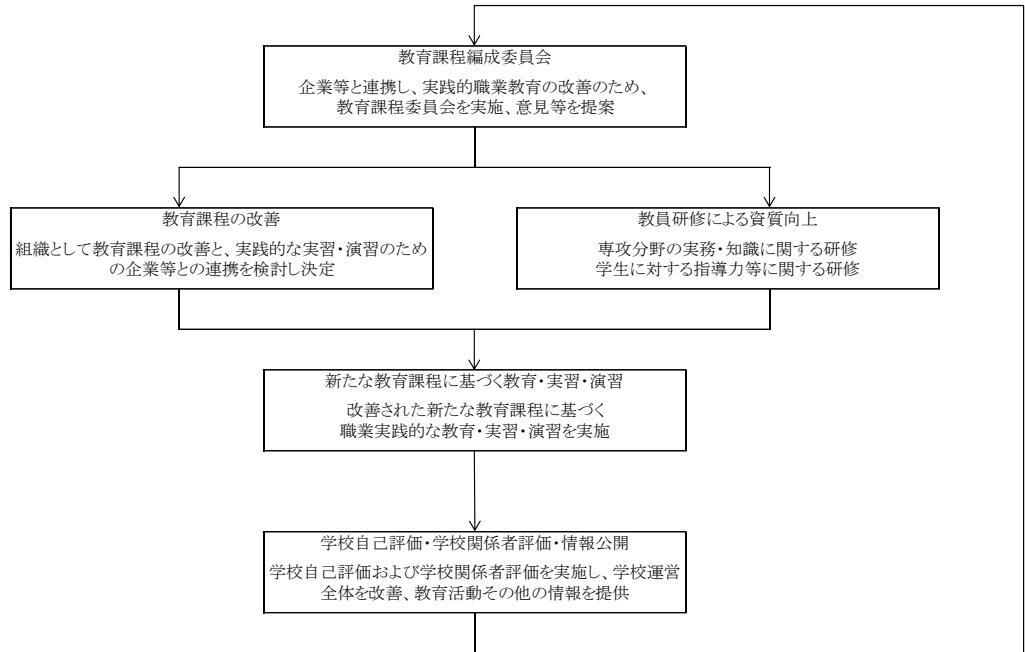 教育課程編成委員会
企業等と連携し、実践的職業教育の改善のため、
教育課程委員会を実施、意見等を提案
教育課程の改善
組織として教育課程の改善と、実践的な実習・演習のため
の企業等との連携を検討し決定
教員研修による資質向上
専攻分野の実務・知識に関する研修
学生に対する指導力等に関する研修
新たな教育課程に基づく教育・実習・演習
改善された新たな教育課程に基づく
職業実践的な教育・実習・演習を実施
学校自己評価・学校関係者評価・情報公開
学校自己評価および学校関係者評価を実施し、学校運営
全体を改善、教育活動その他の情報を提供